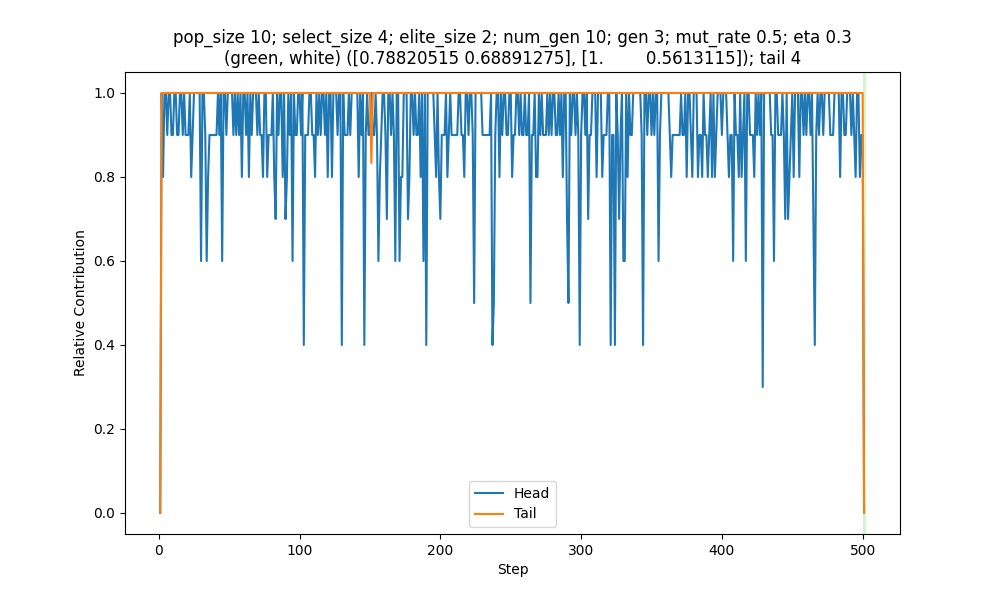 pop_size 10; select_size 4; elite_size 2; num_gen 10; gen 3; mut_rate 0.5; eta 0.3
(green, white) ([0.78820515 0.68891275], [1.        0.5613115]); tail 4
1.0
0.8
0.6
0.4
0.2
0.0
Relative Contribution
Head
Tail
0
100
200
300
400
500
Step